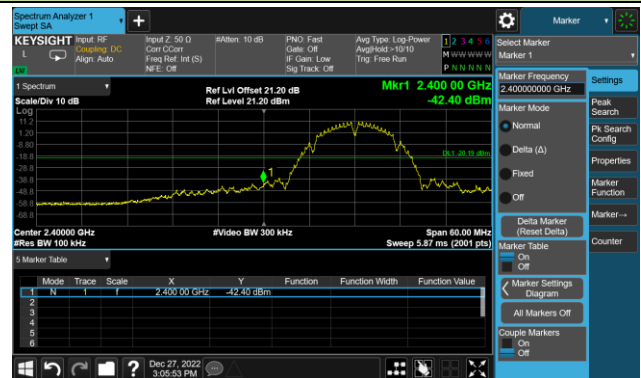 Spectrum Analyzer 1
Swept SA
Marker
KEYSIGHT
L
Input: RF
Coupling: DC
Align: Auto
Input Z: 50 Ω
Corr CCorr
Freq Ref: Int (S)
NFE: Off
#Atten: 10 dB
PNO: Fast
Gate: Off
IF Gain: Low
Sig Track: Off
Avg Type: Log-Power
Avg|Hold:>10/10
Trig: Free Run
1 2 3 4 5 6
M W W W W W
P N N N N N
LW
1 Spectrum
Scale/Div 10 dB
Log
Ref Lvl Offset 21.20 dB
Ref Level 21.20 dBm
Mkr1 2.400 00 GHz
-42.40 dBm
11.2
1.20
-8.80
-18.8
-28.8
-38.8
-48.8
-58.8
-68.8
DL1 -20.19 dBm
1
Center 2.40000 GHz
#Res BW 100 kHz
#Video BW 300 kHz
Span 60.00 MHz
Sweep 5.87 ms (2001 pts)
5 Marker Table
Mode Trace Scale X Y Function Function Width Function Value
1 N 1 f 2.400 00 GHz -42.40 dBm
2
3
4
5
6
Dec 27, 2022
3:05:53 PM
Select Marker
Marker 1
Marker Frequency
2.400000000 GHz
Marker Mode
Normal
Delta (Δ)
Fixed
Off
Delta Marker
(Reset Delta)
Marker Table
On
Off
Marker Settings
Diagram
All Markers Off
Couple Markers
On
Off
Settings
Peak
Search
Pk Search
Config
Properties
Marker
Function
Marker→
Counter